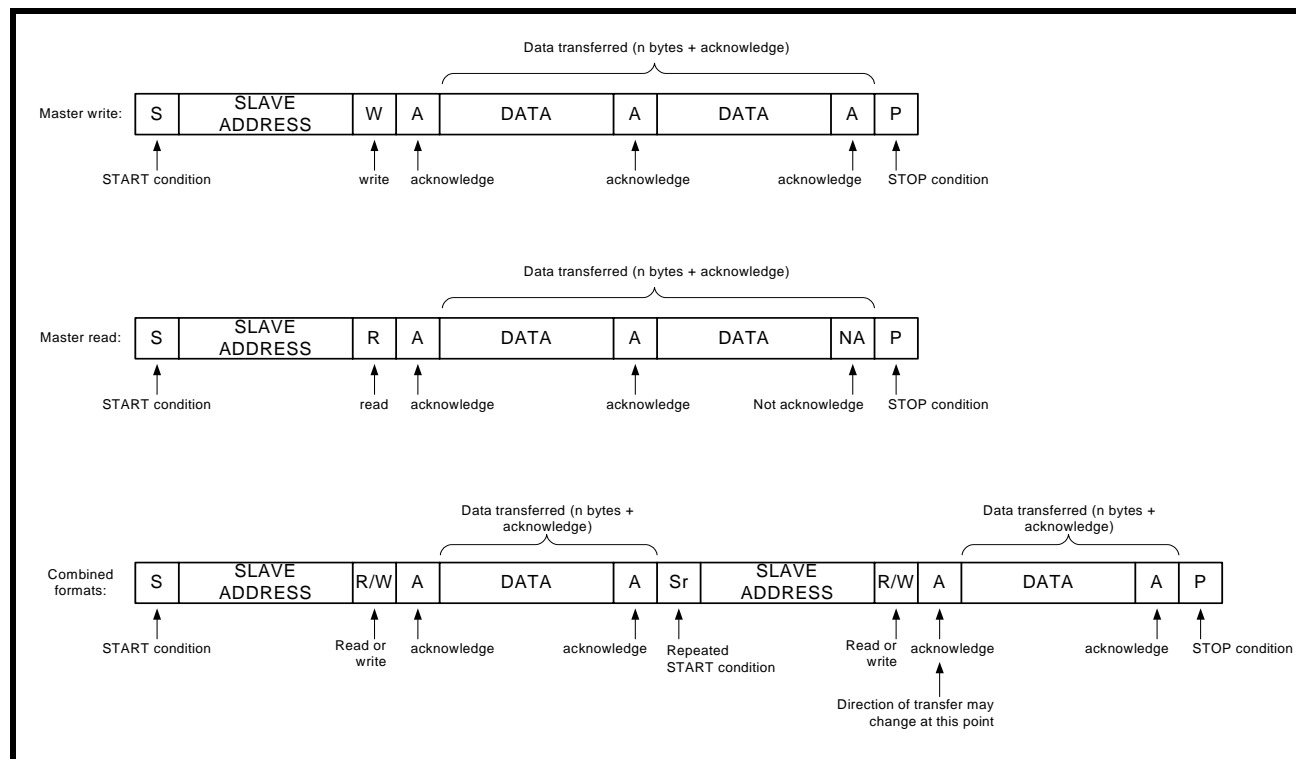 Data transferred (n bytes + acknowledge)
Master write:
S
SLAVE
ADDRESS
W
A
DATA
A
DATA
A
P
START condition
write
acknowledge
acknowledge
acknowledge
STOP condition
Data transferred (n bytes + acknowledge)
Master read:
S
SLAVE
ADDRESS
R
A
DATA
A
DATA
NA
P
START condition
read
acknowledge
acknowledge
Not acknowledge
STOP condition
Data transferred (n bytes +
acknowledge)
Data transferred (n bytes +
acknowledge)
Combined
formats:
S
SLAVE
ADDRESS
R/W
A
DATA
A
Sr
SLAVE
ADDRESS
R/W
A
DATA
A
P
START condition
Read or
write
acknowledge
acknowledge
Repeated
START condition
Read or
write
acknowledge
acknowledge
STOP condition
Direction of transfer may
change at this point